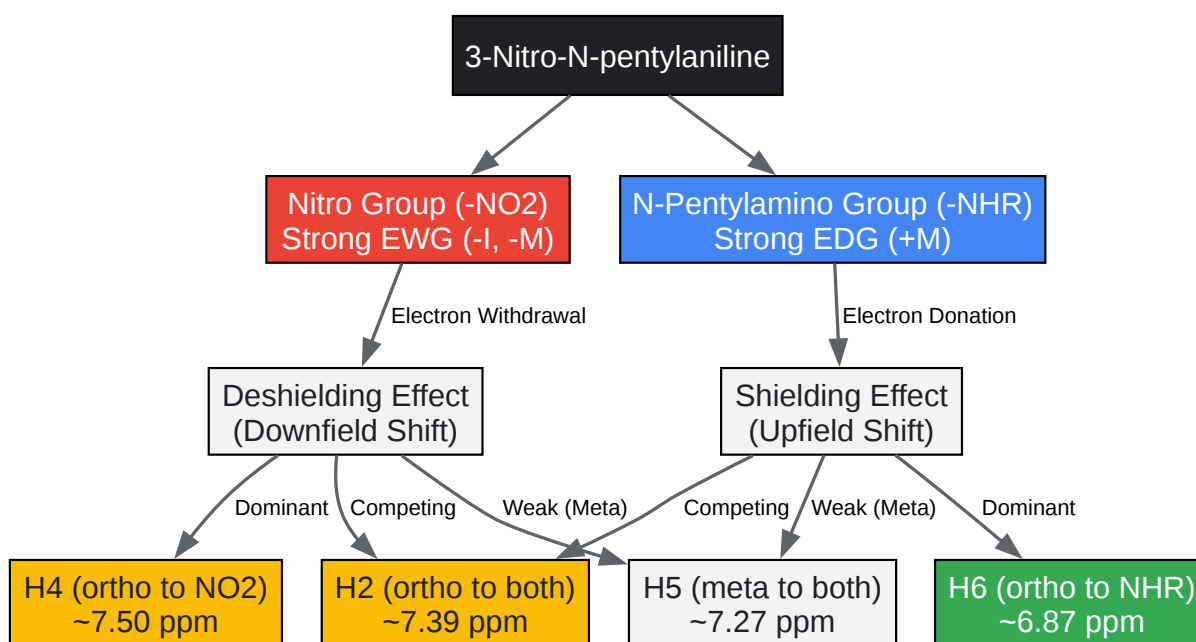 3-Nitro-N-pentylaniline
Nitro Group (-NO2)
Strong EWG (-I, -M)
N-Pentylamino Group (-NHR)
Strong EDG (+M)
Electron Withdrawal
Electron Donation
Deshielding Effect
(Downfield Shift)
Shielding Effect
(Upfield Shift)
Dominant
Competing
Weak (Meta)
Competing
Weak (Meta)
Dominant
H4 (ortho to NO2)
~7.50 ppm
H2 (ortho to both)
~7.39 ppm
H5 (meta to both)
~7.27 ppm
H6 (ortho to NHR)
~6.87 ppm